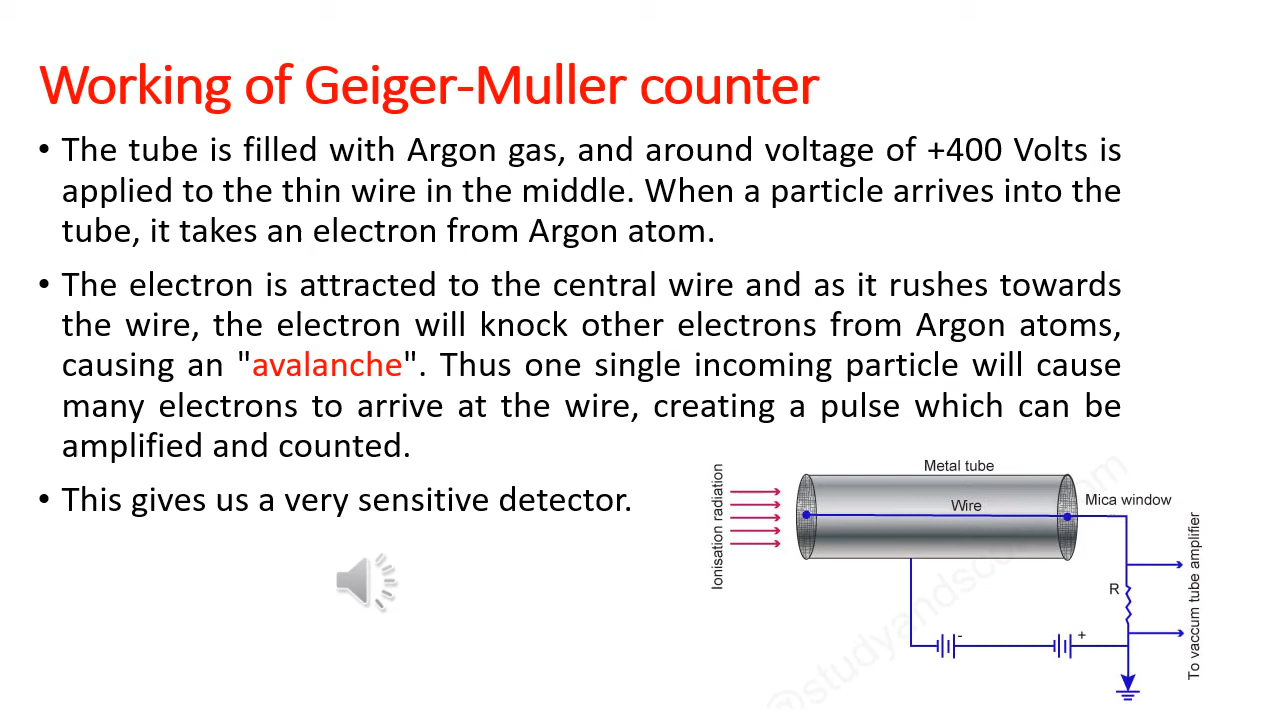 Working of Geiger-Muller counter
• The tube is filled with Argon gas, and around voltage of +400 Volts is
applied to the thin wire in the middle. When a particle arrives into the
tube, it takes an electron from Argon atom.
• The electron is attracted to the central wire and as it rushes towards
the wire, the electron will knock other electrons from Argon atoms,
causing an "avalanche". Thus one single incoming particle will cause
many electrons to arrive at the wire, creating a pulse which can be
amplified and counted.
• This gives us a very sensitive detector.
Metal tube
Ionisation radiation
Wire
Mica window
R
To vaccum tube amplifier
-
+